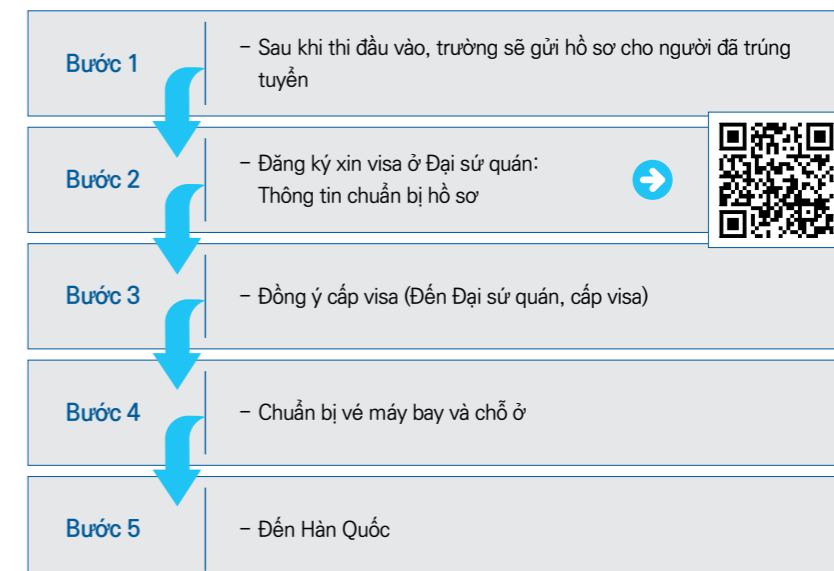 Bước 1
– Sau khi thi đầu vào, trường sẽ gửi hồ sơ cho người đã trúng
tuyển
Bước 2
– Đăng ký xin visa ở Đại sứ quán:
Thông tin chuẩn bị hồ sơ
Bước 3
– Đồng ý cấp visa (Đến Đại sứ quán, cấp visa)
Bước 4
– Chuẩn bị vé máy bay và chỗ ở
Bước 5
– Đến Hàn Quốc